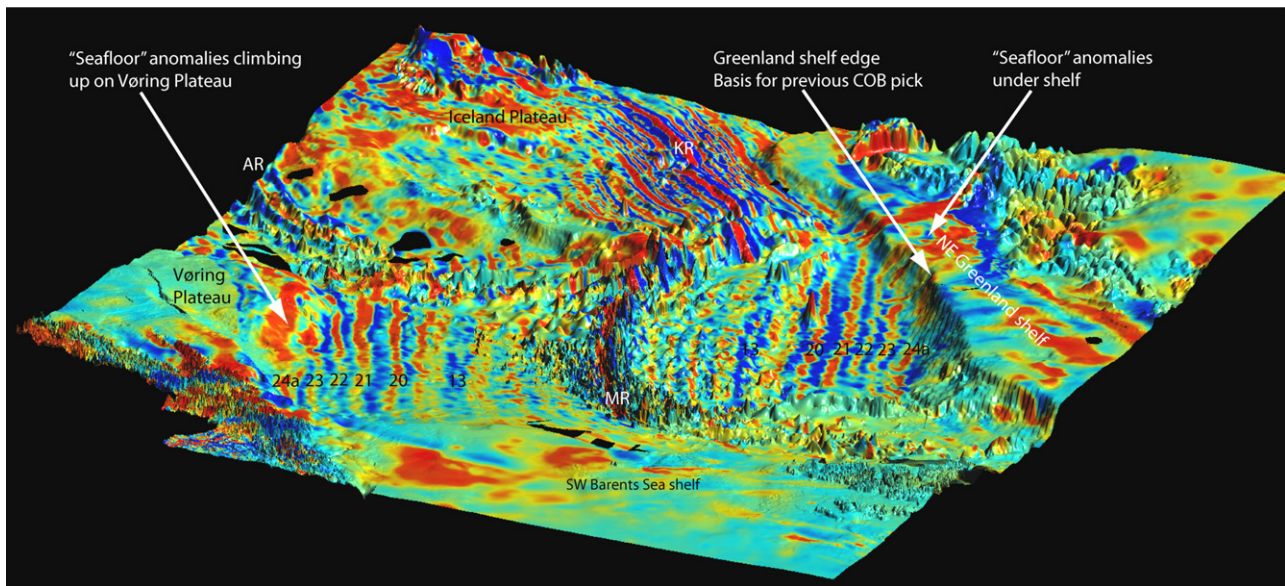 “Seafloor” anomalies climbing
up on Vøring Plateau
Greenland shelf edge
Basis for previous COB pick
“Seafloor” anomalies
under shelf
Iceland Plateau
KR
AR
Vøring
Plateau
NE Greenland shelf
24a 23 22 21 20 13
13 20 21 22 23 24b
MR
SW Barents Sea shelf